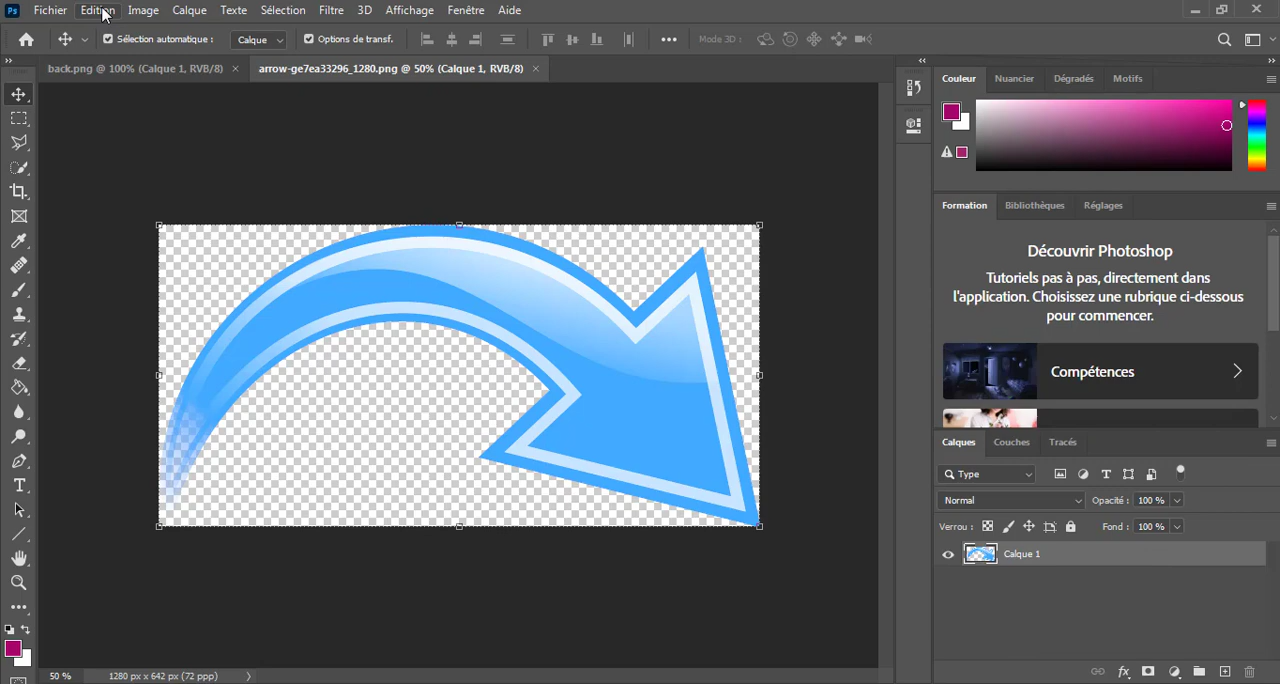 Ps Fichier Edition Image Calque Texte Sélection Filtre 3D Affichage Fenêtre Aide
Sélection automatique : Calque Options de transf. Mode 3D :
back.png @ 100% (Calque 1, RVB/8) × arrow-ge7ea33296_1280.png @ 50% (Calque 1, RVB/8) ×
Couleur Nuancier Dégradés Motifs
Formation Bibliothèques Réglages
Découvrir Photoshop
Tutoriels pas à pas, directement dans
l'application. Choisissez une rubrique ci-dessous
pour commencer.
Compétences
Calques Couches Tracés
Type
Normal Opacité : 100 %
Verrou : Fond : 100 %
Calque 1
50 % 1280 px x 642 px (72 ppp)